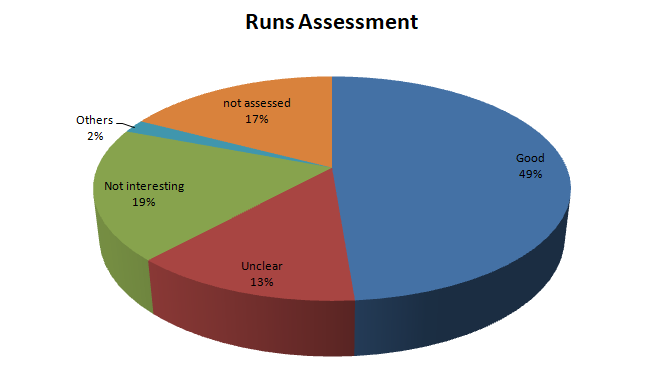 Runs Assessment
not assessed
17%
Others
2%
Good
49%
Not interesting
19%
Unclear
13%